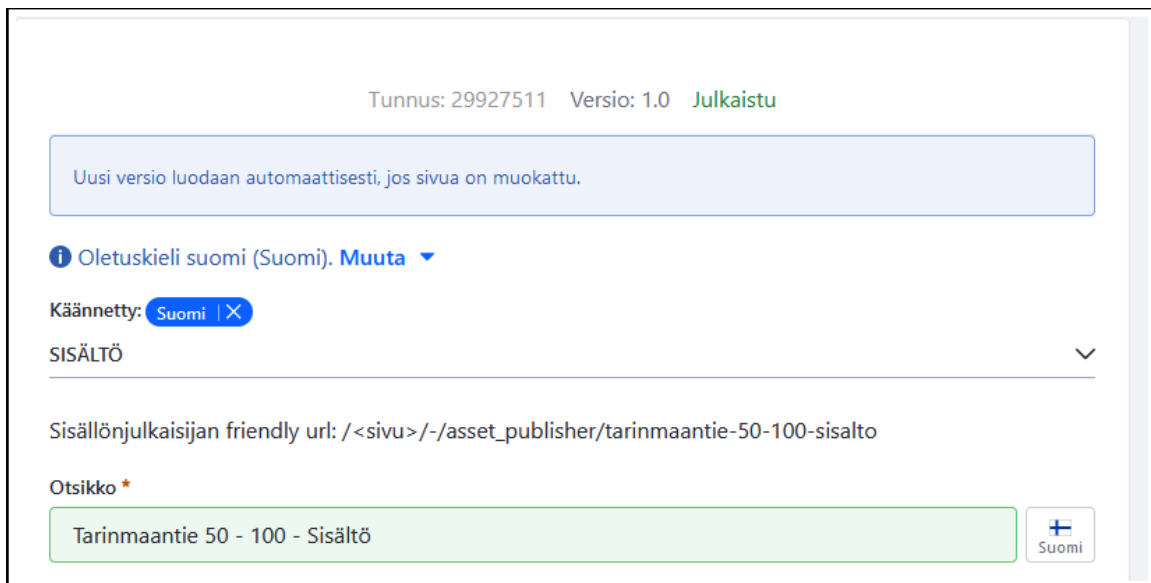 Tunnus: 29927511 Versio: 1.0 Julkaistu
Uusi versio luodaan automaattisesti, jos sivua on muokattu.
Oletuskieli suomi (Suomi). Muuta
Käännetty: Suomi
SISÄLTÖ
Sisällönjulkaisijan friendly url: /<sivu>/-/asset_publisher/tarinmaantie-50-100-sisalto
Otsikko *
Tarinmaantie 50 - 100 - Sisältö
Suomi